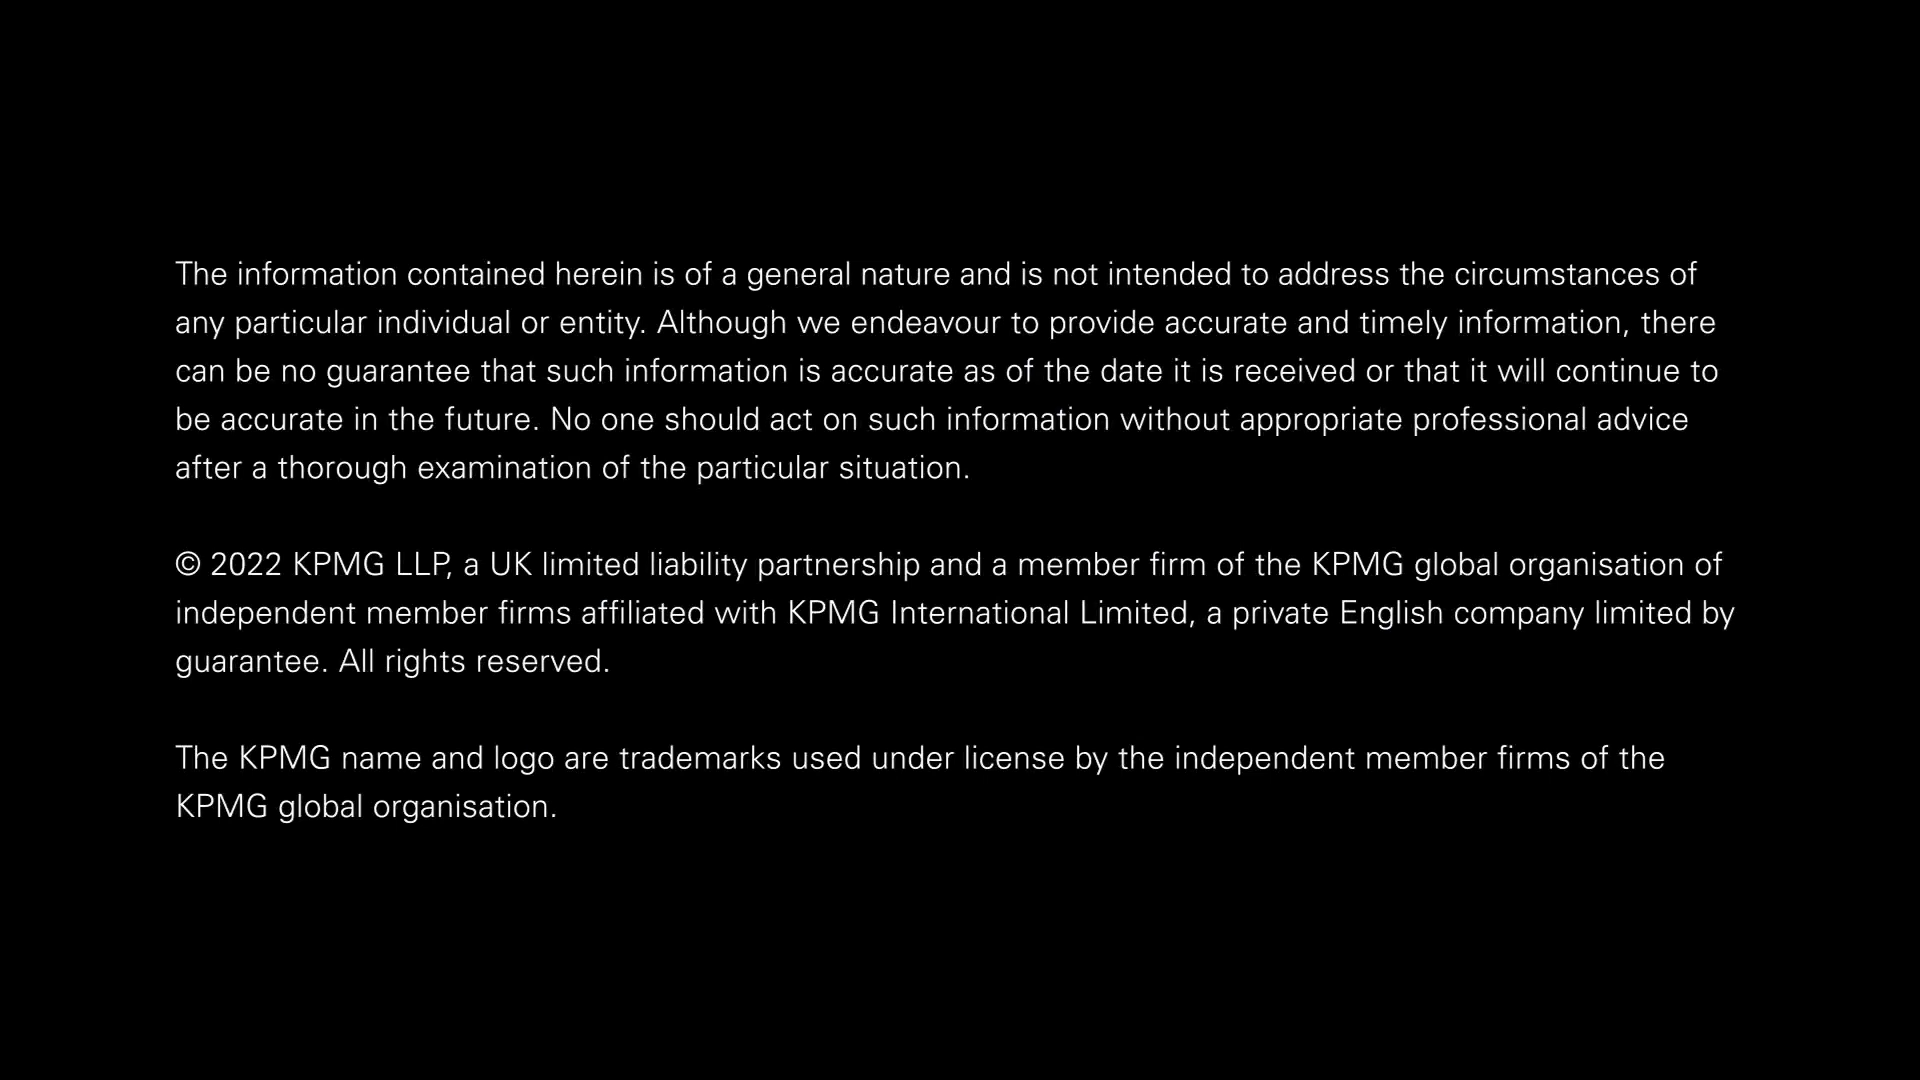 The information contained herein is of a general nature and is not intended to address the circumstances of
any particular individual or entity. Although we endeavour to provide accurate and timely information, there
can be no guarantee that such information is accurate as of the date it is received or that it will continue to
be accurate in the future. No one should act on such information without appropriate professional advice
after a thorough examination of the particular situation.
© 2022 KPMG LLP, a UK limited liability partnership and a member firm of the KPMG global organisation of
independent member firms affiliated with KPMG International Limited, a private English company limited by
guarantee. All rights reserved.
The KPMG name and logo are trademarks used under license by the independent member firms of the
KPMG global organisation.